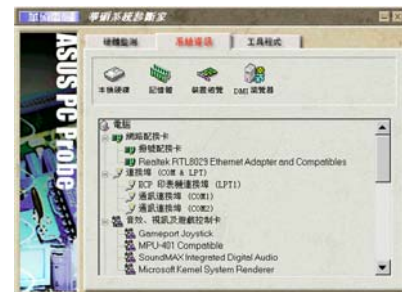 華碩系統診斷家
硬體監測 系統資訊 工具程式
ASUS PC Probe
本機硬碟 記憶體 裝置總覽 DMI 瀏覽器
電腦
網路配接卡
撥號配接卡
Realtek RTL8029 Ethernet Adapter and Compatibles
連接埠 (COM & LPT)
ECP 印表機連接埠 (LPT1)
通訊連接埠 (COM1)
通訊連接埠 (COM2)
音效、視訊及遊戲控制卡
Gameport Joystick
MPU-401 Compatible
SoundMAX Integrated Digital Audio
Microsoft Kernel System Renderer